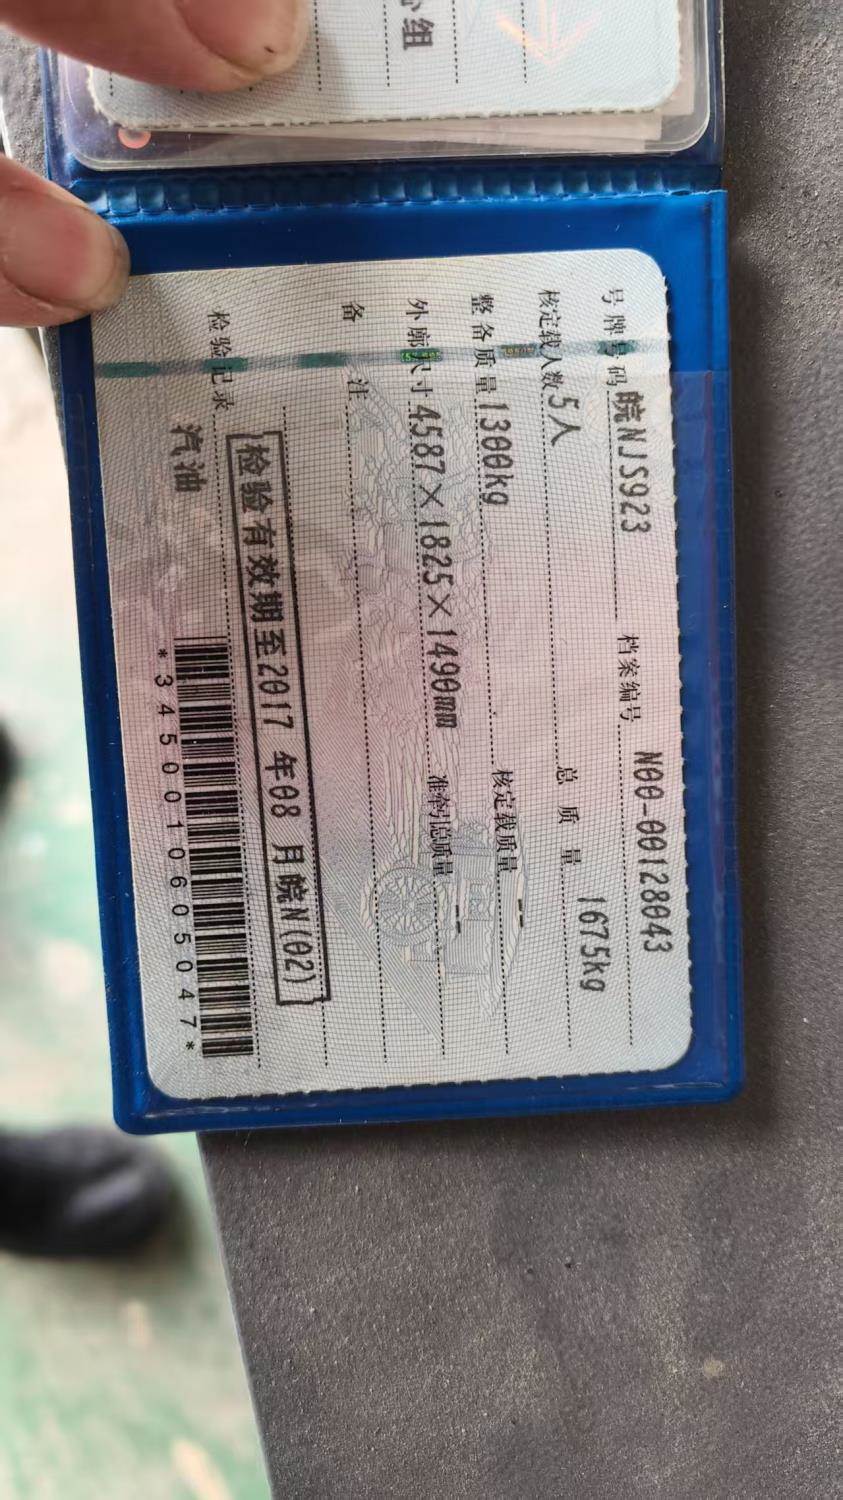 心组
号牌号码 皖NJS923 档案编号 N00-00128043
核定载人数 5人 总质量 1675kg
整备质量 1300kg 核定载质量 --
外廓尺寸 4587×1825×1490mm 准牵引总质量 --
备注
检验有效期至2017年08月皖N(02)
检验记录
汽油
*3450010605047*